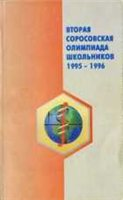 ВТОРАЯ
СОРОСОВСКАЯ
ОЛИМПИАДА
ШКОЛЬНИКОВ
1995 - 1996